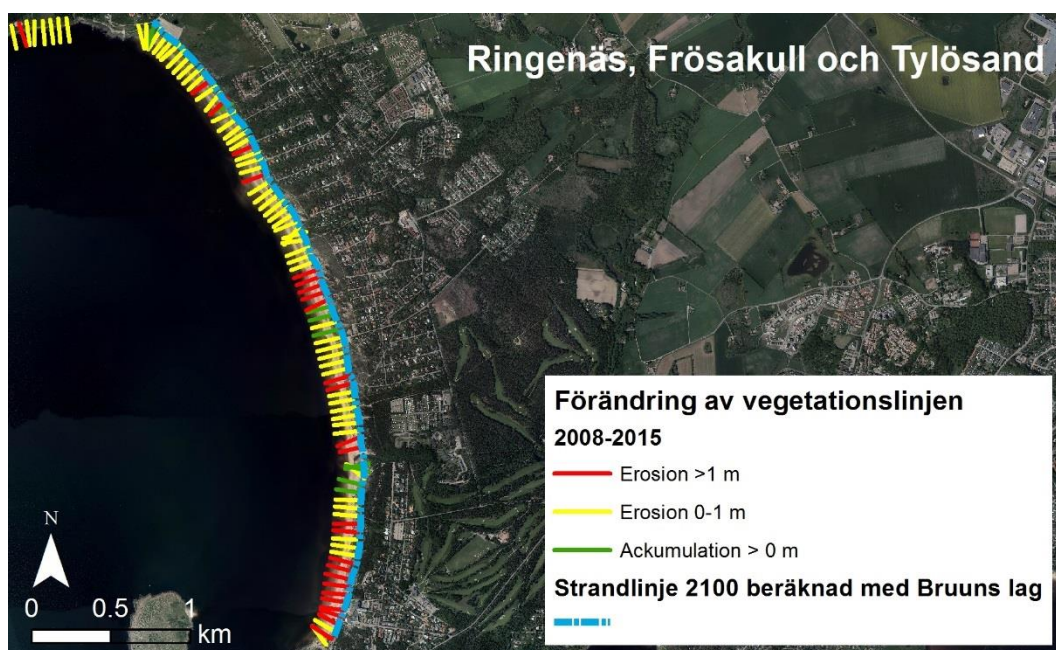 Ringenäs, Frösakull och Tylösand
Förändring av vegetationslinjen
2008-2015
Erosion >1 m
Erosion 0-1 m
Ackumulation > 0 m
Strandlinje 2100 beräknad med Bruuns lag
N
0 0.5 1
km